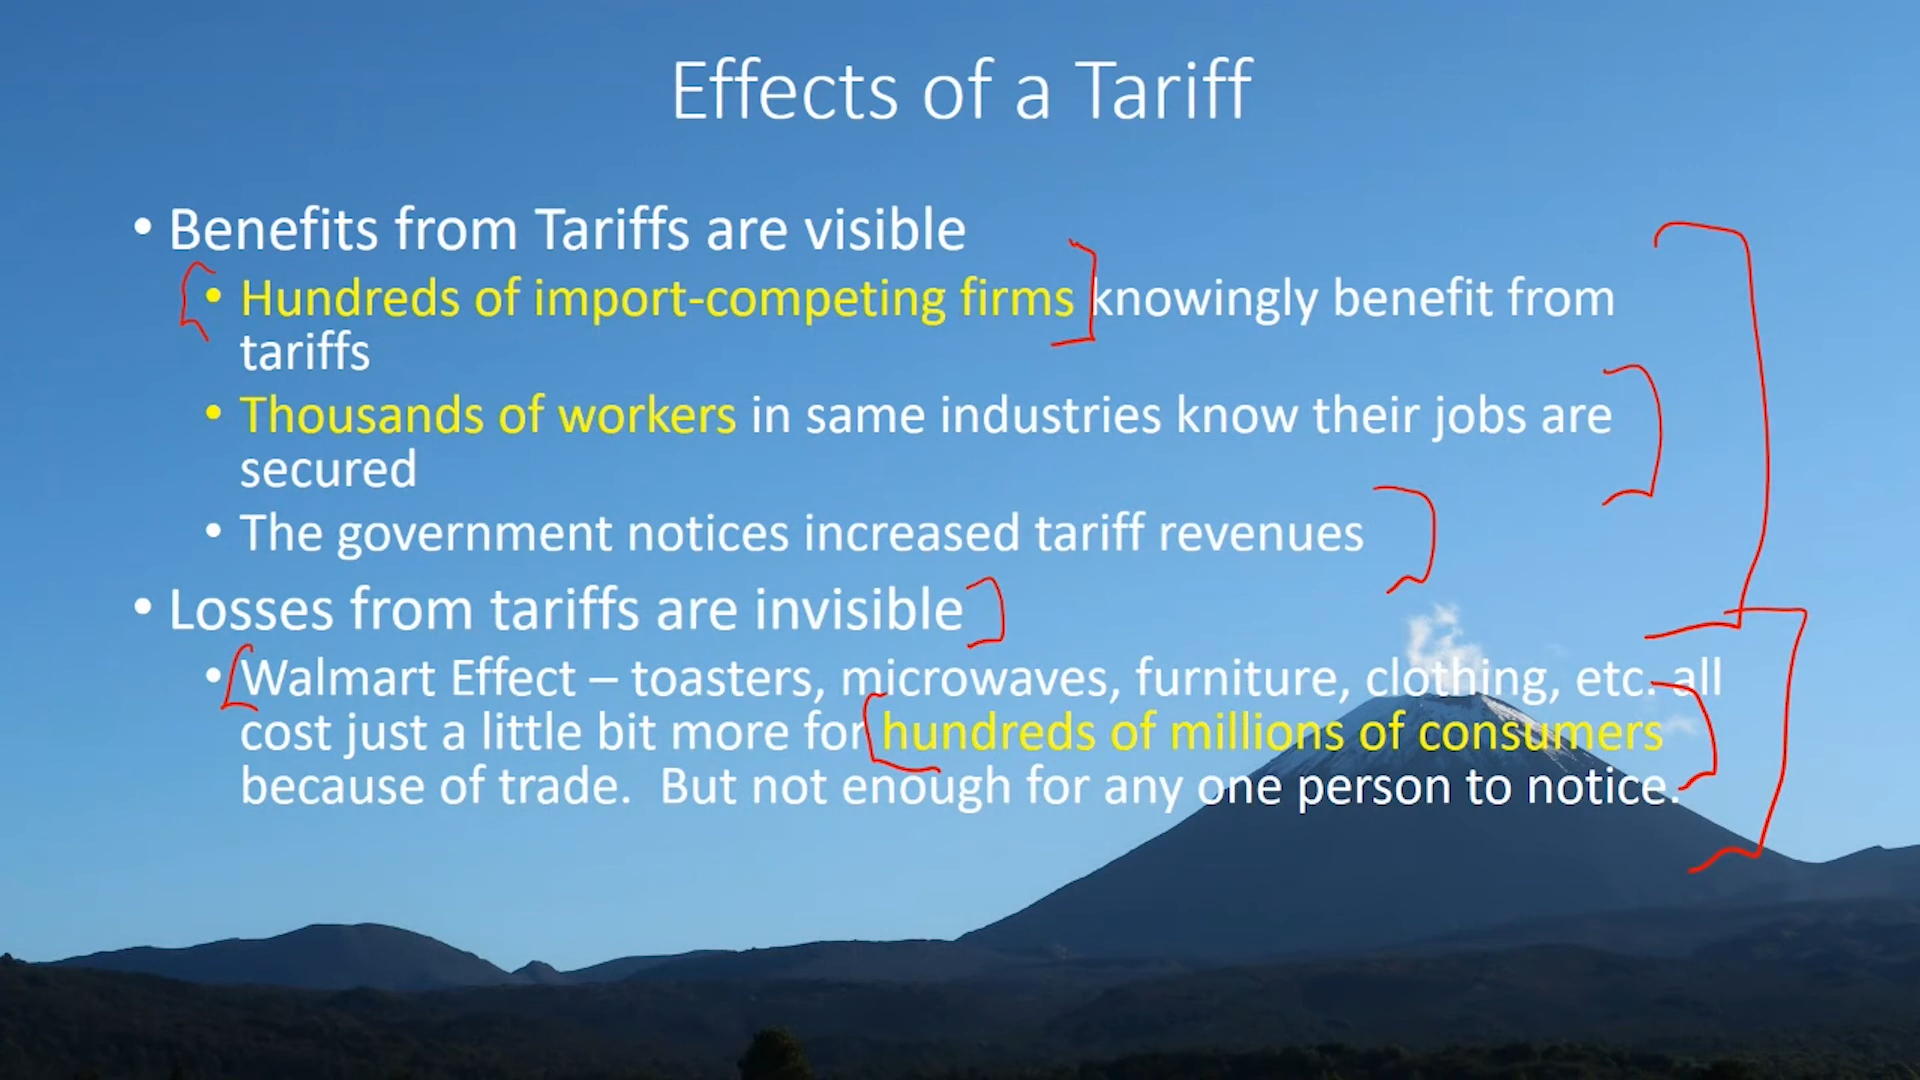 Effects of a Tariff
• Benefits from Tariffs are visible
• Hundreds of import-competing firms knowingly benefit from
tariffs
• Thousands of workers in same industries know their jobs are
secured
• The government notices increased tariff revenues
• Losses from tariffs are invisible
• Walmart Effect – toasters, microwaves, furniture, clothing, etc. all
cost just a little bit more for hundreds of millions of consumers
because of trade.  But not enough for any one person to notice.